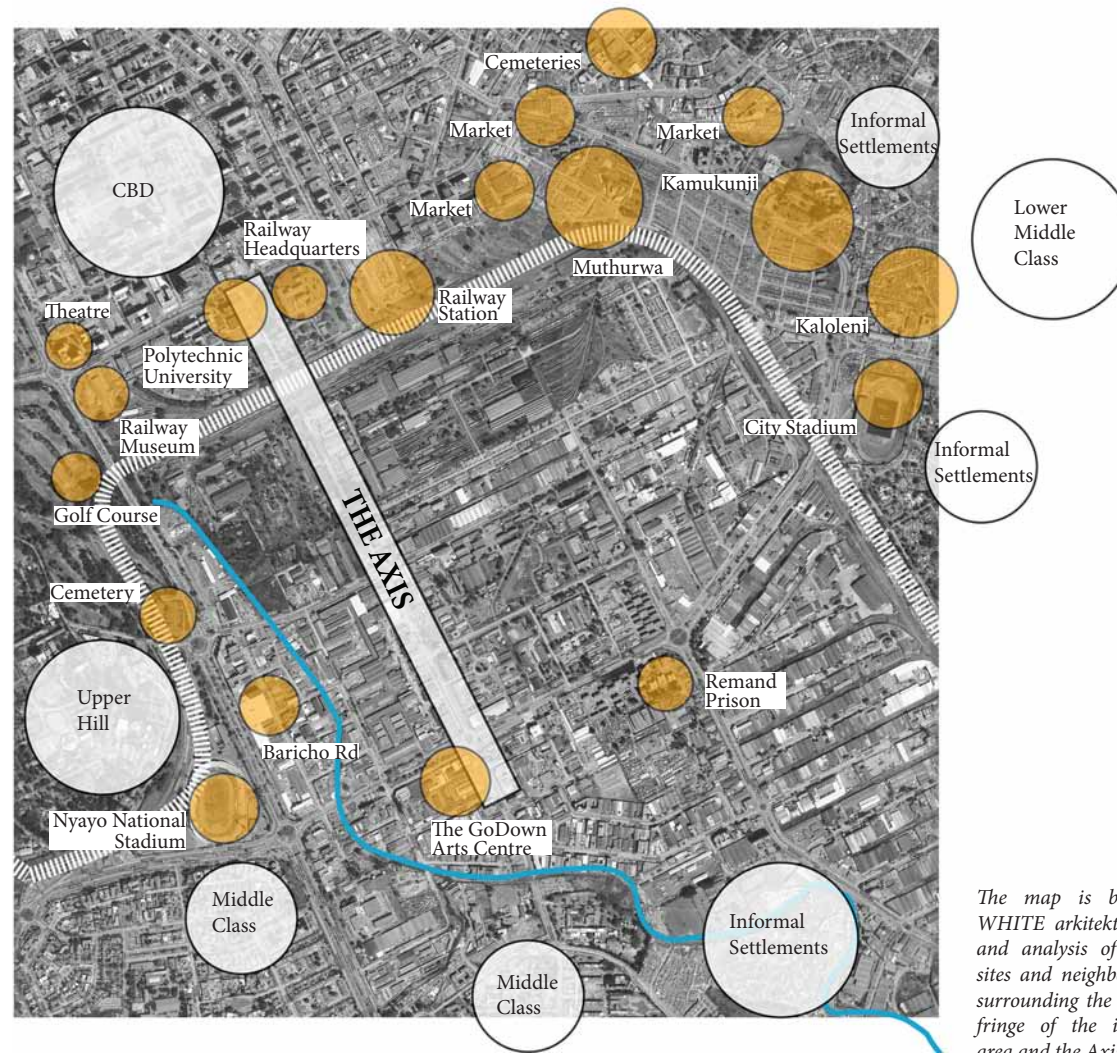 Cemeteries
Market
Market
Informal
Settlements
CBD
Kamukunji
Market
Lower
Middle
Class
Railway
Headquarters
Muthurwa
Railway
Station
Theatre
Kaloleni
Polytechnic
University
Railway
Museum
City Stadium
Informal
Settlements
Golf Course
THE AXIS
Cemetery
Remand
Prison
Upper
Hill
Baricho Rd
Nyayo National
Stadium
The GoDown
Arts Centre
Middle
Class
Informal
Settlements
Middle
Class
The map is
WHITE
and analysis of
sites and
surrounding the
fringe of the
area and the